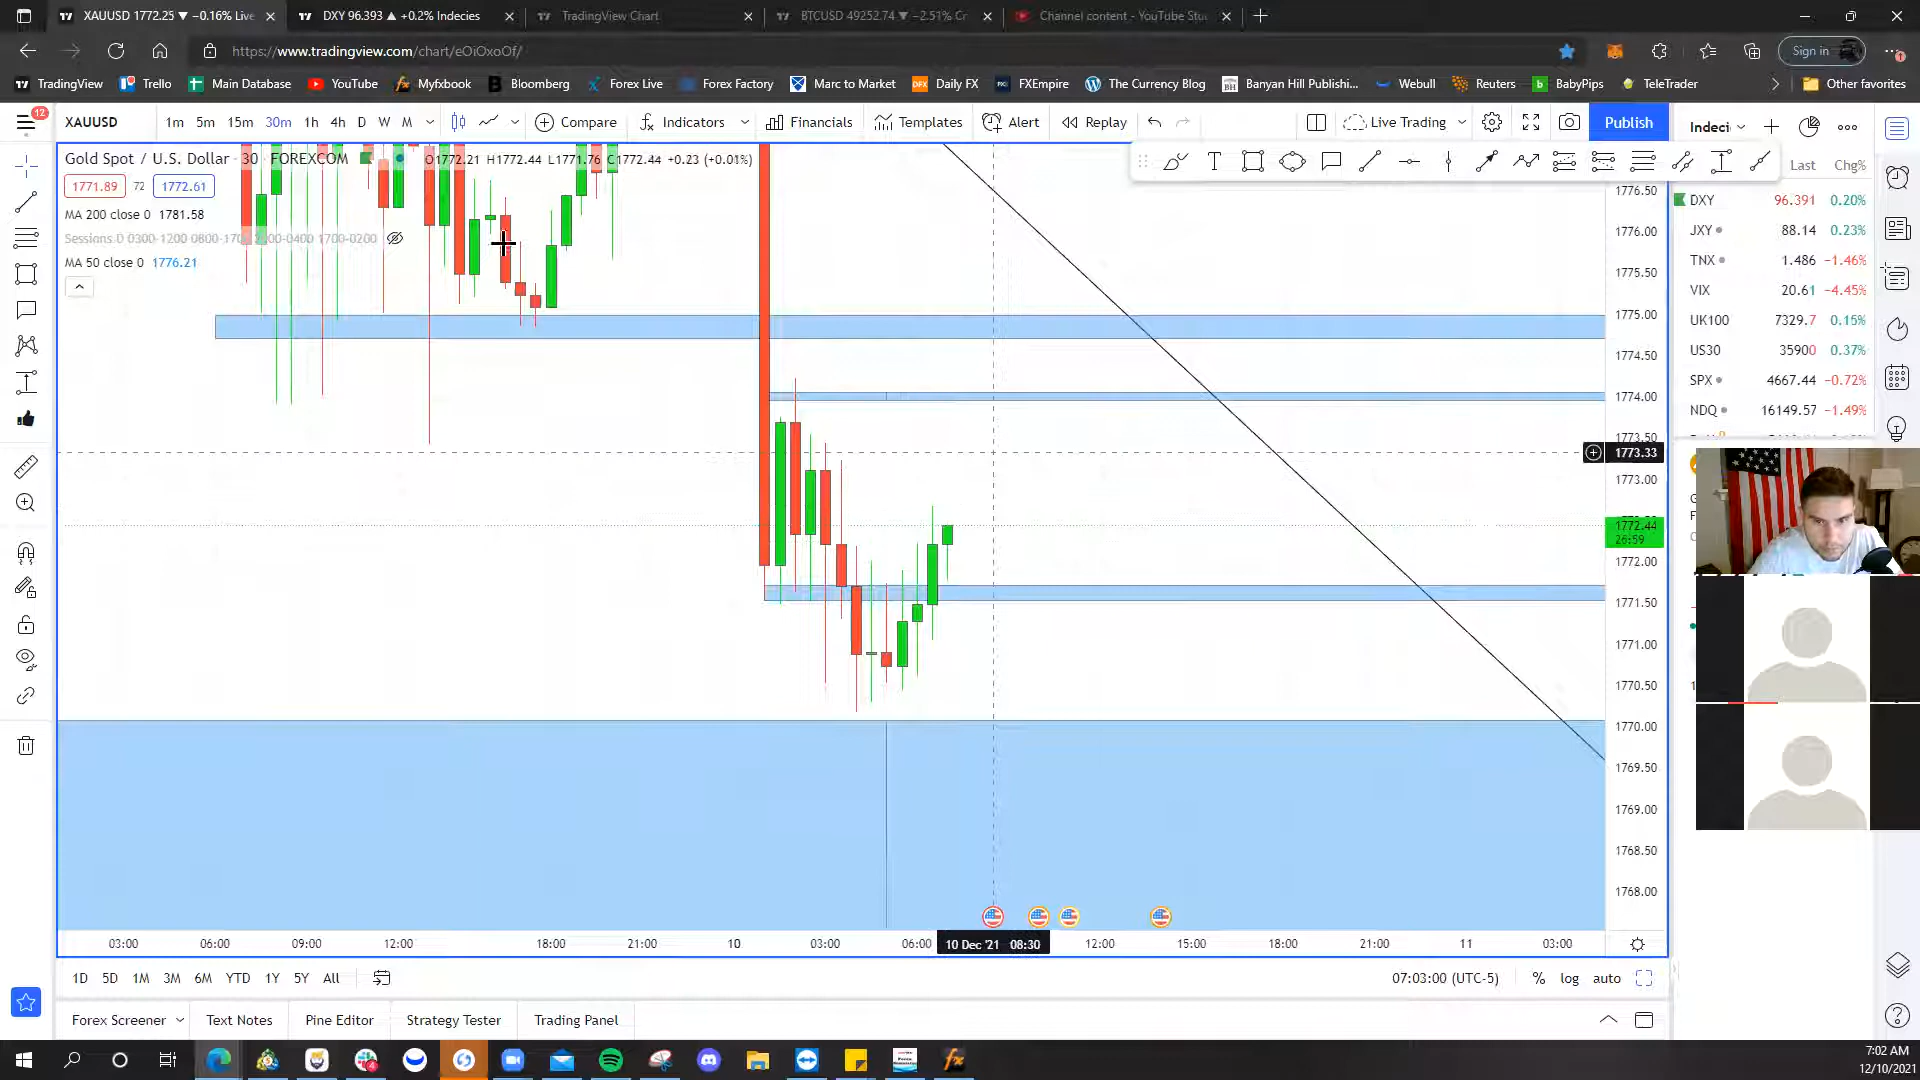 XAUUSD 1772.25 ▼ −0.16% Live
DXY 96.393 ▲ +0.2% Indecies
TradingView Chart
BTCUSD 49252.74 ▼ −2.51% Cr
Channel content - YouTube Stu
https://www.tradingview.com/chart/eOiOxoOf/
Sign in
TradingView
Trello
Main Database
YouTube
Myfxbook
Bloomberg
Forex Live
Forex Factory
Marc to Market
Daily FX
FXEmpire
The Currency Blog
Banyan Hill Publishi...
Webull
Reuters
BabyPips
TeleTrader
Other favorites
12
XAUUSD
1m 5m 15m 30m 1h 4h D W M
Compare
Indicators
Financials
Templates
Alert
Replay
Live Trading
Publish
Indeci
Last
Chg%
Gold Spot / U.S. Dollar · 30 · FOREXCOM
O1772.21 H1772.44 L1771.76 C1772.44 +0.23 (+0.01%)
1771.89 72 1772.61
MA 200 close 0 1781.58
MA 50 close 0 1776.21
DXY 96.391 0.20%
JXY 88.14 0.23%
TNX 1.486 −1.46%
VIX 20.61 −4.45%
UK100 7329.7 0.15%
US30 35900 0.37%
SPX 4667.44 −0.72%
NDQ 16149.57 −1.49%
1776.50
1776.00
1775.50
1775.00
1774.50
1774.00
1773.50
1773.33
1773.00
1772.44
26:59
1772.00
1771.50
1771.00
1770.50
1770.00
1769.50
1769.00
1768.50
1768.00
03:00 06:00 09:00 12:00 18:00 21:00 10 03:00 06:00 10 Dec '21 08:30 12:00 15:00 18:00 21:00 11 03:00
1D 5D 1M 3M 6M YTD 1Y 5Y All
07:03:00 (UTC-5)
% log auto
Forex Screener
Text Notes
Pine Editor
Strategy Tester
Trading Panel
7:02 AM
12/10/2021